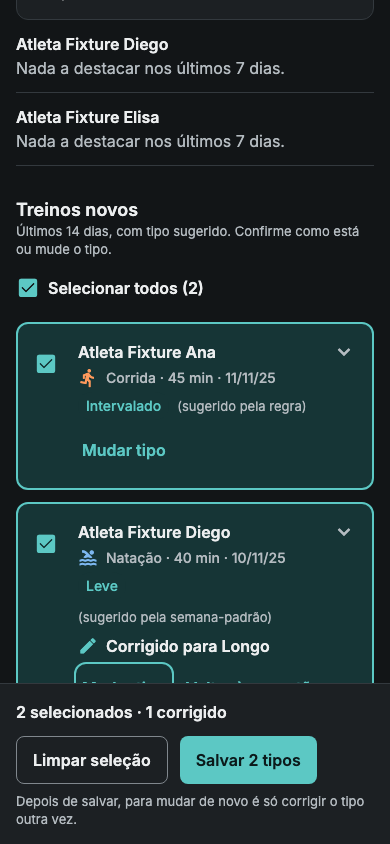 Atleta Fixture Diego
Nada a destacar nos últimos 7 dias.
Atleta Fixture Elisa
Nada a destacar nos últimos 7 dias.
Treinos novos
Últimos 14 dias, com tipo sugerido. Confirme como está
ou mude o tipo.
Selecionar todos (2)
Atleta Fixture Ana
Corrida · 45 min · 11/11/25
Intervalado (sugerido pela regra)
Mudar tipo
Atleta Fixture Diego
Natação · 40 min · 10/11/25
Leve
(sugerido pela semana-padrão)
Corrigido para Longo
2 selecionados · 1 corrigido
Limpar seleção
Salvar 2 tipos
Depois de salvar, para mudar de novo é só corrigir o tipo
outra vez.